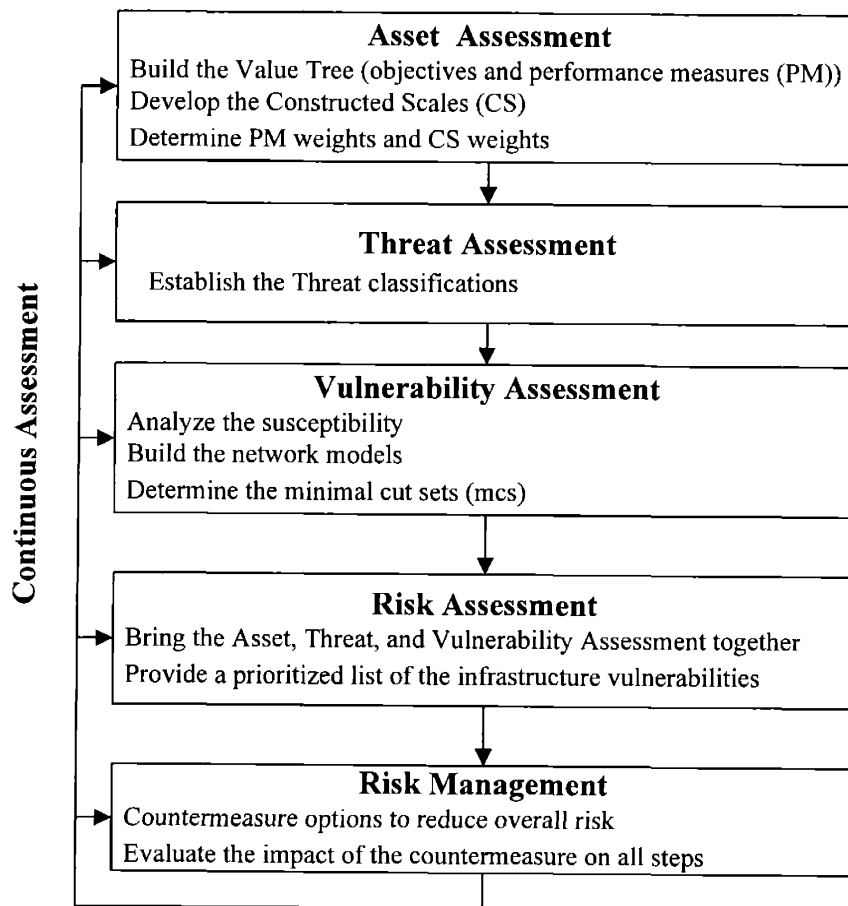 Asset Assessment
Build the Value Tree (objectives and performance measures (PM))
Develop the Constructed Scales (CS)
Determine PM weights and CS weights
Threat Assessment
Establish the Threat classifications
Vulnerability Assessment
Analyze the susceptibility
Build the network models
Determine the minimal cut sets (mcs)
Risk Assessment
Bring the Asset, Threat, and Vulnerability Assessment together
Provide a prioritized list of the infrastructure vulnerabilities
Risk Management
Countermeasure options to reduce overall risk
Evaluate the impact of the countermeasure on all steps
Continuous Assessment